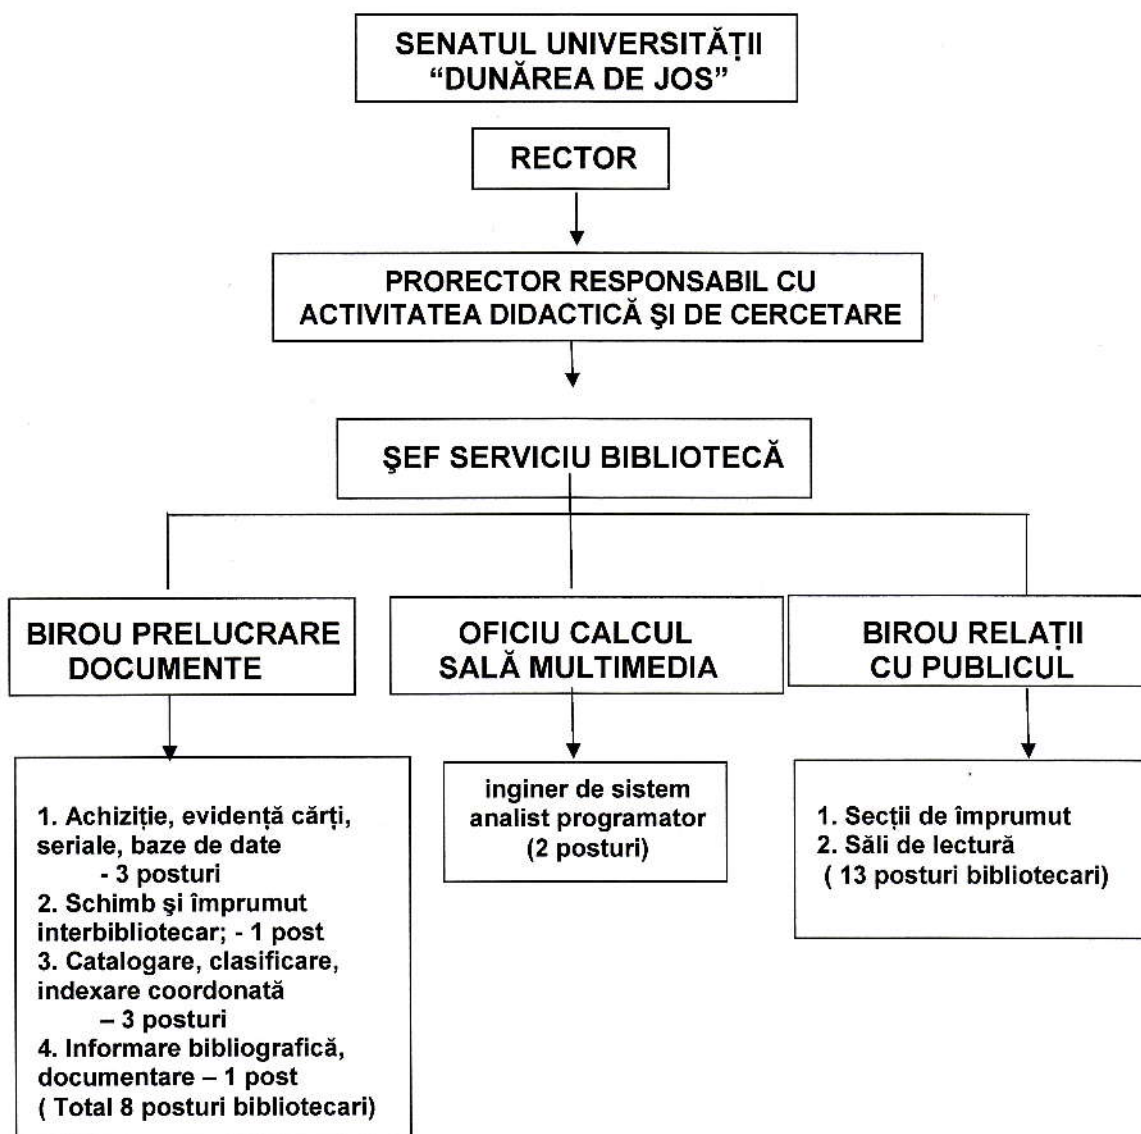 SENATUL UNIVERSITĂȚII
“DUNĂREA DE JOS”
RECTOR
PRORECTOR RESPONSABIL CU
ACTIVITATEA DIDACTICĂ ŞI DE CERCETARE
ŞEF SERVICIU BIBLIOTECĂ
BIROU PRELUCRARE
DOCUMENTE
OFICIU CALCUL
SALĂ MULTIMEDIA
BIROU RELAȚII
CU PUBLICUL
1. Achiziție, evidență cărți,
seriale, baze de date
- 3 posturi
2. Schimb şi împrumut
interbibliotecar; - 1 post
3. Catalogare, clasificare,
indexare coordonată
– 3 posturi
4. Informare bibliografică,
documentare – 1 post
( Total 8 posturi bibliotecari)
inginer de sistem
analist programator
(2 posturi)
1. Secții de împrumut
2. Săli de lectură
( 13 posturi bibliotecari)